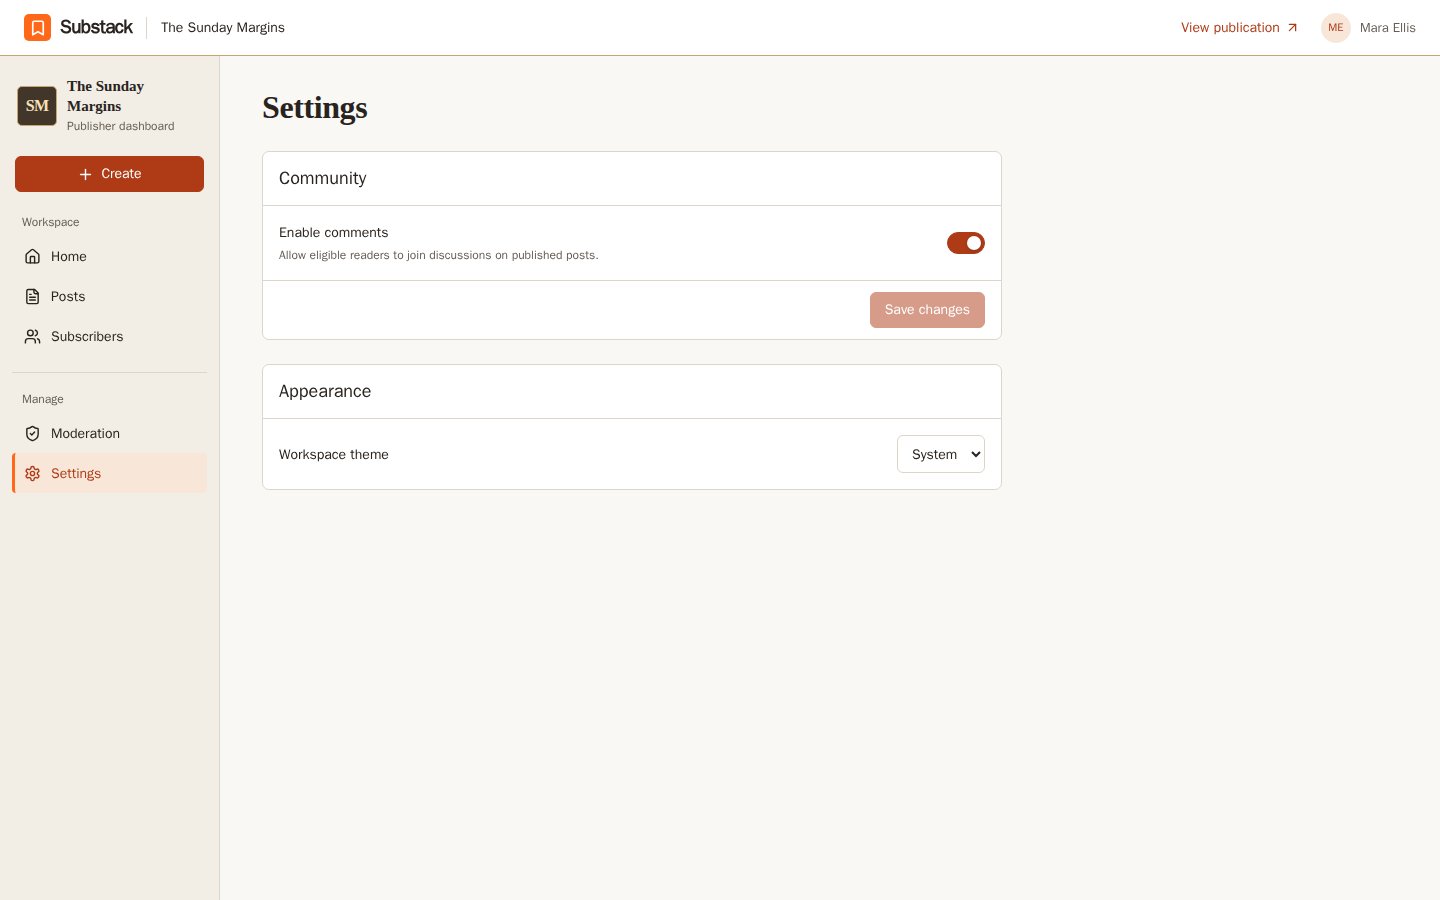 Substack
The Sunday Margins
View publication
ME
Mara Ellis
SM
The Sunday
Margins
Publisher dashboard
Create
Workspace
Home
Posts
Subscribers
Manage
Moderation
Settings
Settings
Community
Enable comments
Allow eligible readers to join discussions on published posts.
Save changes
Appearance
Workspace theme
System